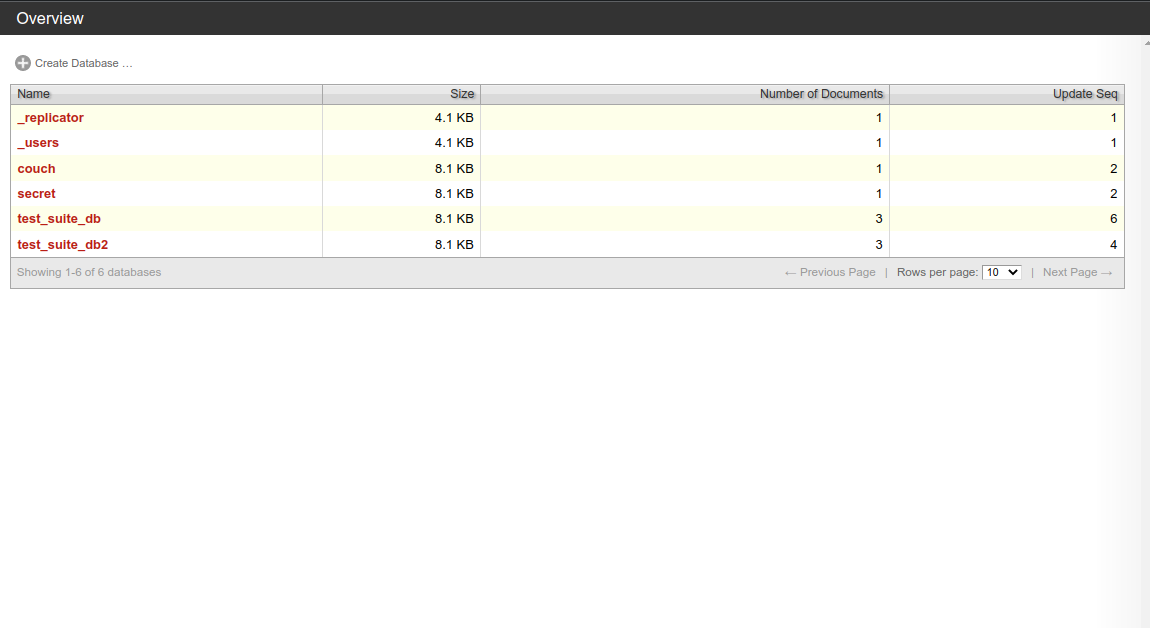 Overview
Create Database …
Name Size Number of Documents Update Seq
_replicator 4.1 KB 1 1
_users 4.1 KB 1 1
couch 8.1 KB 1 2
secret 8.1 KB 1 2
test_suite_db 8.1 KB 3 6
test_suite_db2 8.1 KB 3 4
Showing 1-6 of 6 databases ← Previous Page | Rows per page: 10 | Next Page →